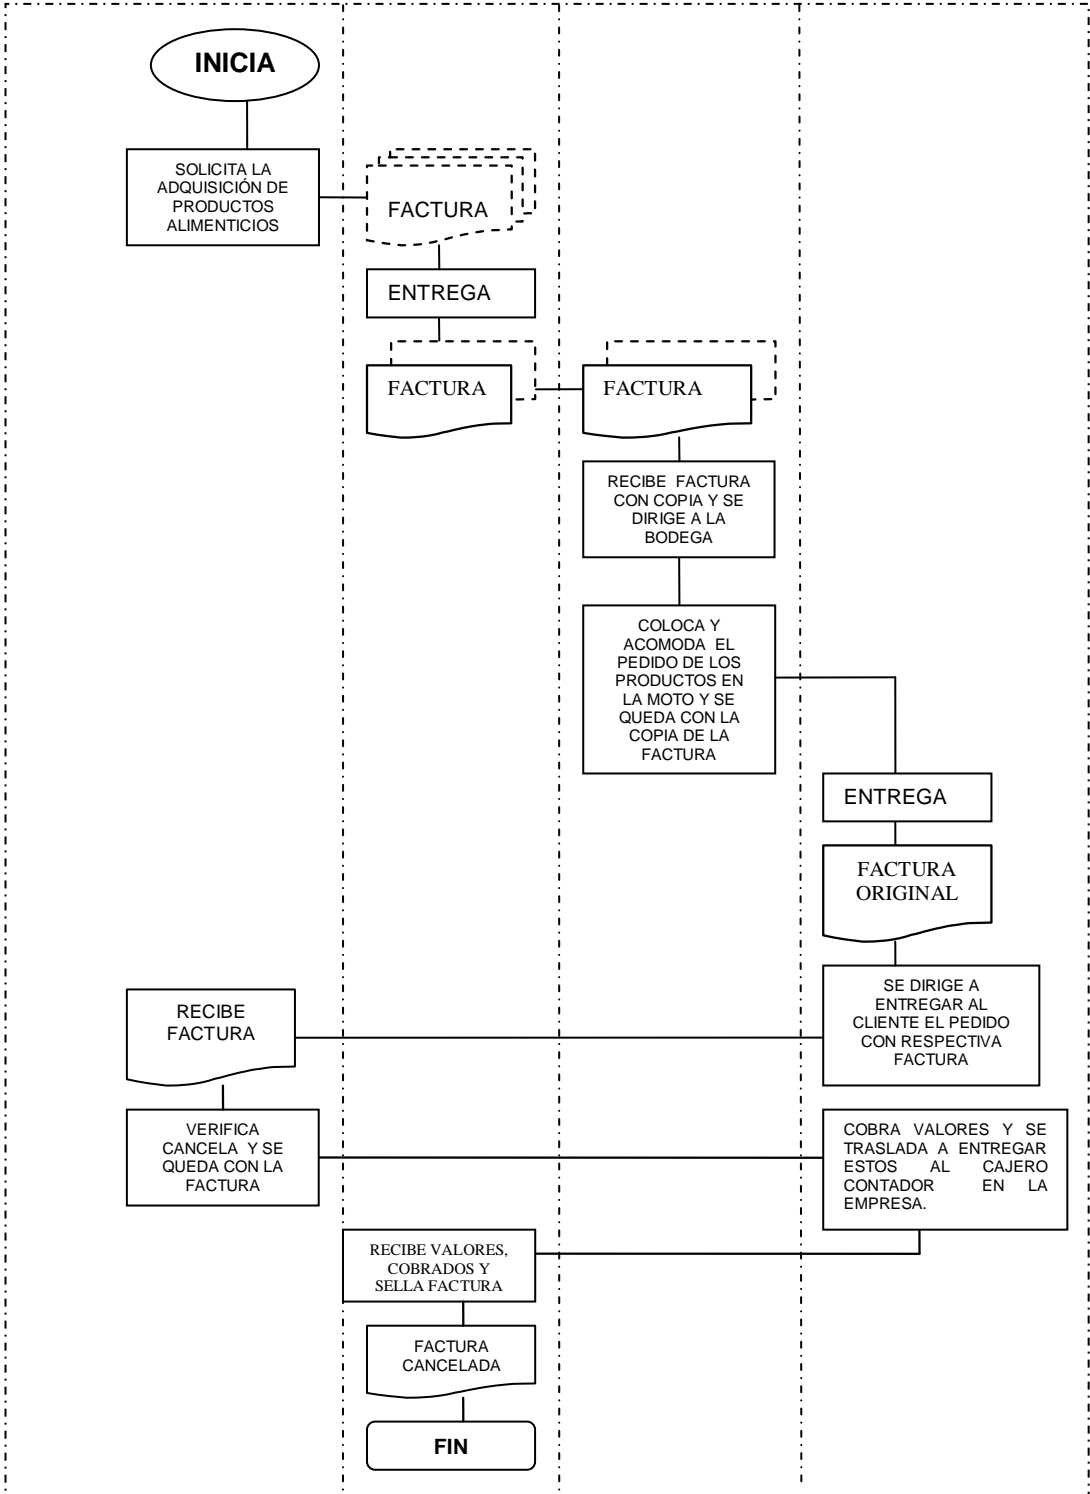 INICIA
SOLICITA LA
ADQUISICIÓN DE
PRODUCTOS
ALIMENTICIOS
FACTURA
ENTREGA
FACTURA
FACTURA
RECIBE FACTURA
CON COPIA Y SE
DIRIGE A LA
BODEGA
COLOCA Y
ACOMODA EL
PEDIDO DE LOS
PRODUCTOS EN
LA MOTO Y SE
QUEDA CON LA
COPIA DE LA
FACTURA
ENTREGA
FACTURA
ORIGINAL
SE DIRIGE A
ENTREGAR AL
CLIENTE EL PEDIDO
CON RESPECTIVA
FACTURA
RECIBE
FACTURA
VERIFICA
CANCELA Y SE
QUEDA CON LA
FACTURA
COBRA VALORES Y SE
TRASLADA A ENTREGAR
ESTOS AL CAJERO
CONTADOR EN LA
EMPRESA.
RECIBE VALORES,
COBRADOS Y
SELLA FACTURA
FACTURA
CANCELADA
FIN